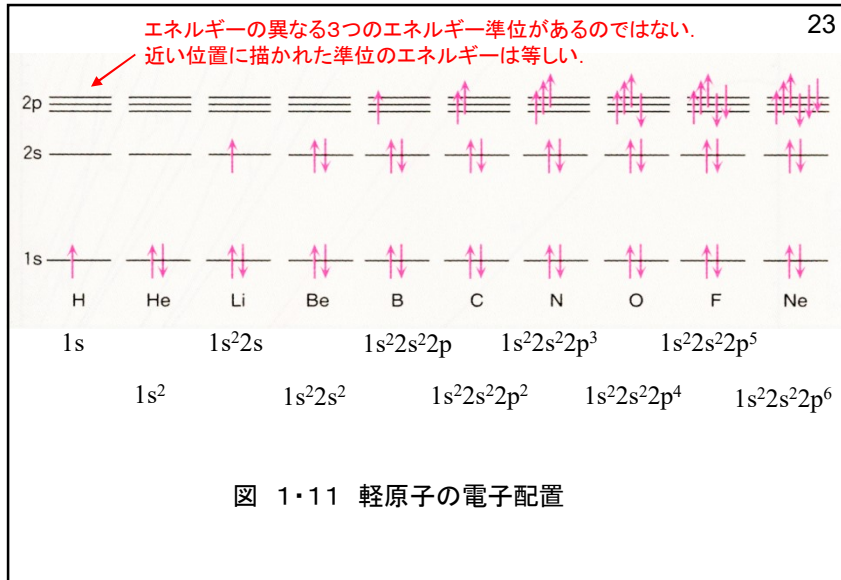 エネルギーの異なる3つのエネルギー準位があるのではない.
近い位置に描かれた準位のエネルギーは等しい.
23
2p
2s
1s
H He Li Be B C N O F Ne
1s 1s²2s 1s²2s²2p 1s²2s²2p³ 1s²2s²2p⁵
1s² 1s²2s² 1s²2s²2p² 1s²2s²2p⁴ 1s²2s²2p⁶
図 1・11 軽原子の電子配置